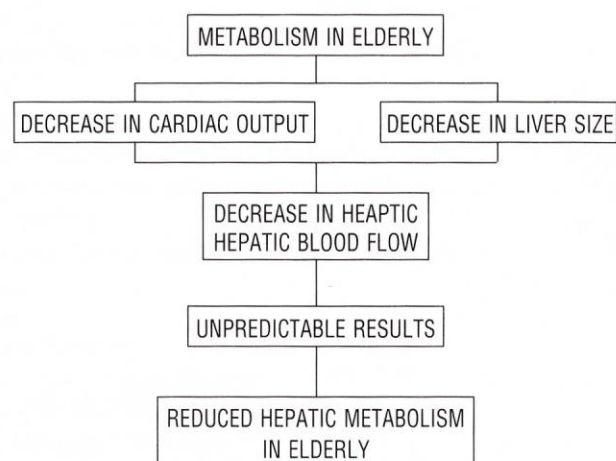 METABOLISM IN ELDERLY
DECREASE IN CARDIAC OUTPUT
DECREASE IN LIVER SIZE
DECREASE IN HEAPTIC
HEPATIC BLOOD FLOW
UNPREDICTABLE RESULTS
REDUCED HEPATIC METABOLISM
IN ELDERLY